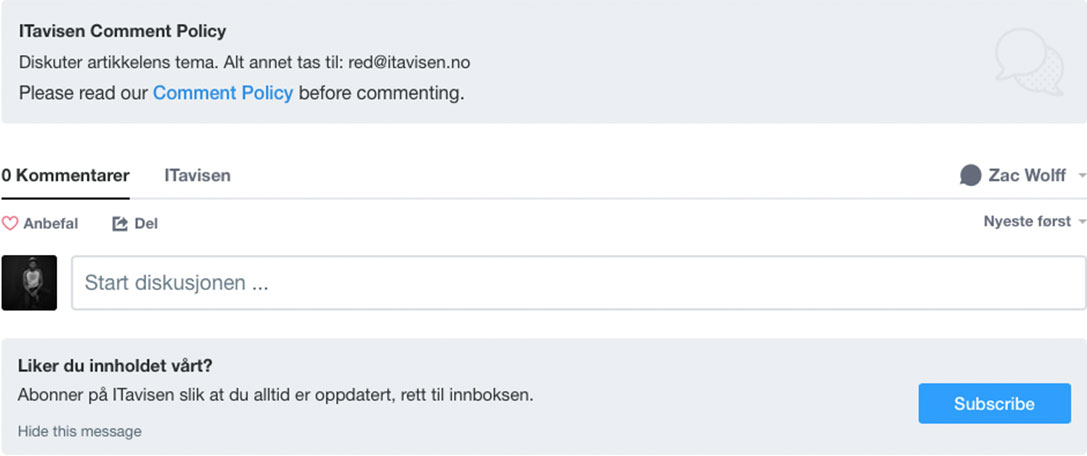 ITavisen Comment Policy
Diskuter artikkelens tema. Alt annet tas til: red@itavisen.no
Please read our Comment Policy before commenting.
0 Kommentarer ITavisen Zac Wolff
Anbefal Del Nyeste først
Start diskusjonen ...
Liker du innholdet vårt?
Abonner på ITavisen slik at du alltid er oppdatert, rett til innboksen.
Subscribe
Hide this message